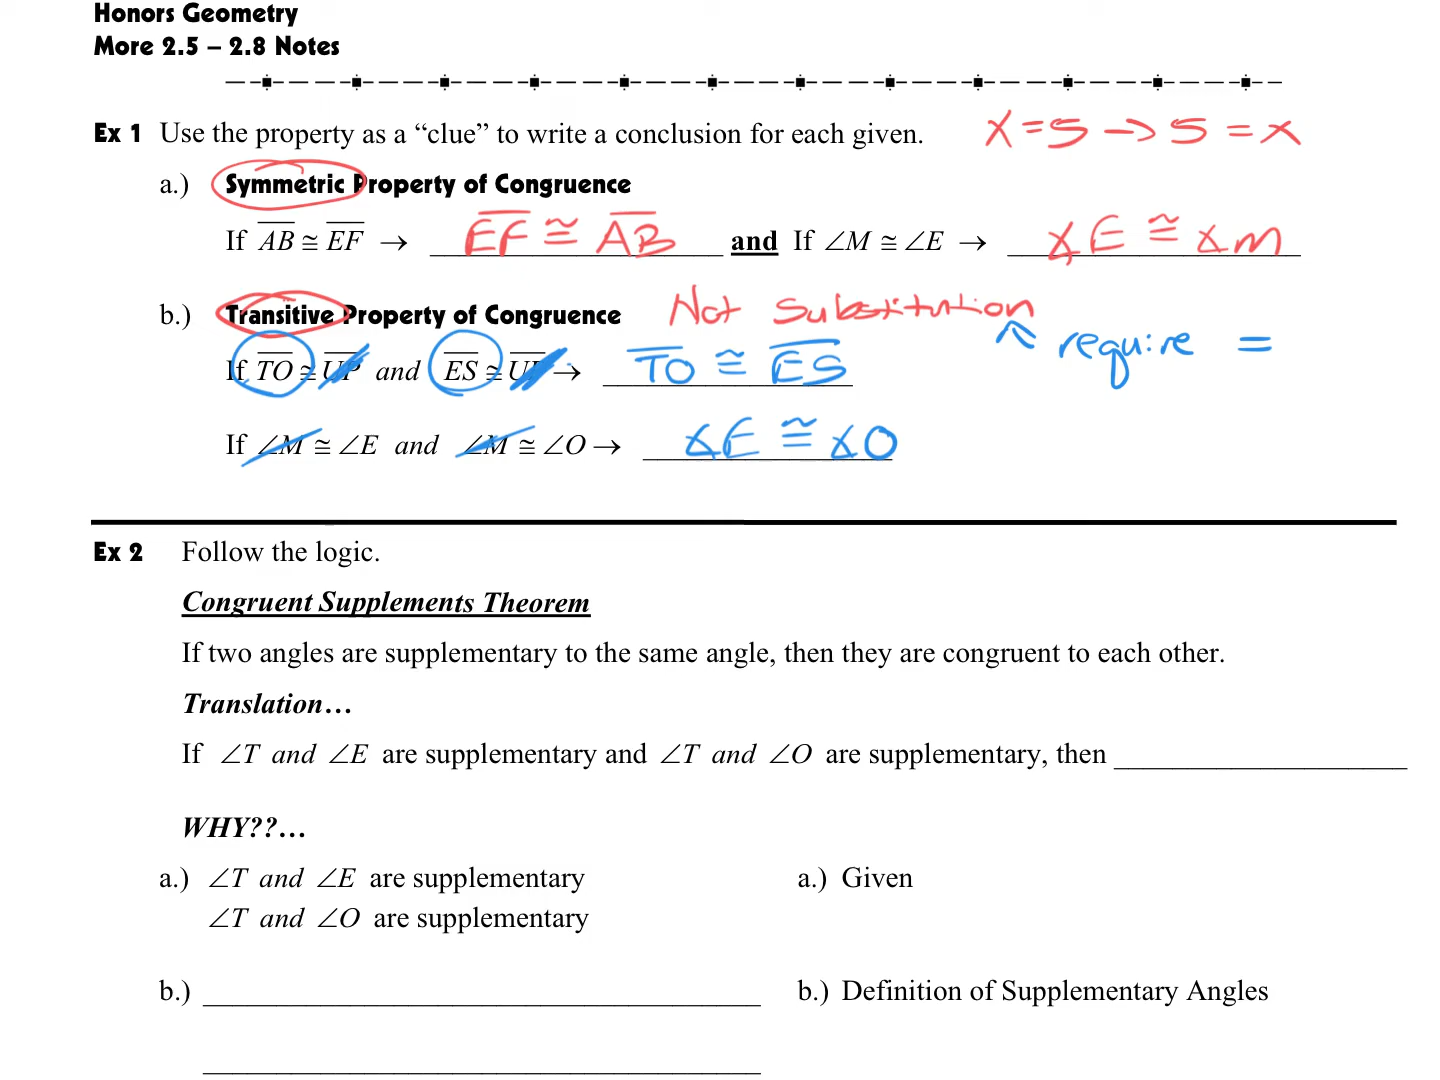 Honors Geometry
More 2.5 – 2.8 Notes
Ex 1 Use the property as a “clue” to write a conclusion for each given. x = 5 → 5 = x
a.) Symmetric Property of Congruence
If AB ≅ EF → EF ≅ AB and If ∠M ≅ ∠E → ∠E ≅ ∠M
b.) Transitive Property of Congruence Not Substitution
↑ require =
If TO ≅ UP and ES ≅ UP → TO ≅ ES
If ∠M ≅ ∠E and ∠M ≅ ∠O → ∠E ≅ ∠O
Ex 2 Follow the logic.
Congruent Supplements Theorem
If two angles are supplementary to the same angle, then they are congruent to each other.
Translation…
If ∠T and ∠E are supplementary and ∠T and ∠O are supplementary, then ____________________
WHY??…
a.) ∠T and ∠E are supplementary a.) Given
∠T and ∠O are supplementary
b.) ______________________________________ b.) Definition of Supplementary Angles
______________________________________